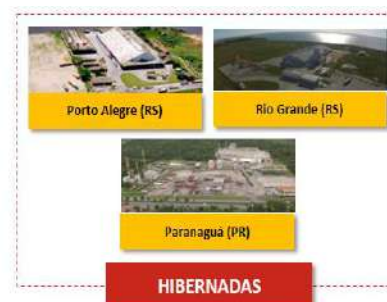 Porto Alegre (RS)
Rio Grande (RS)
Paranaguá (PR)
HIBERNADAS